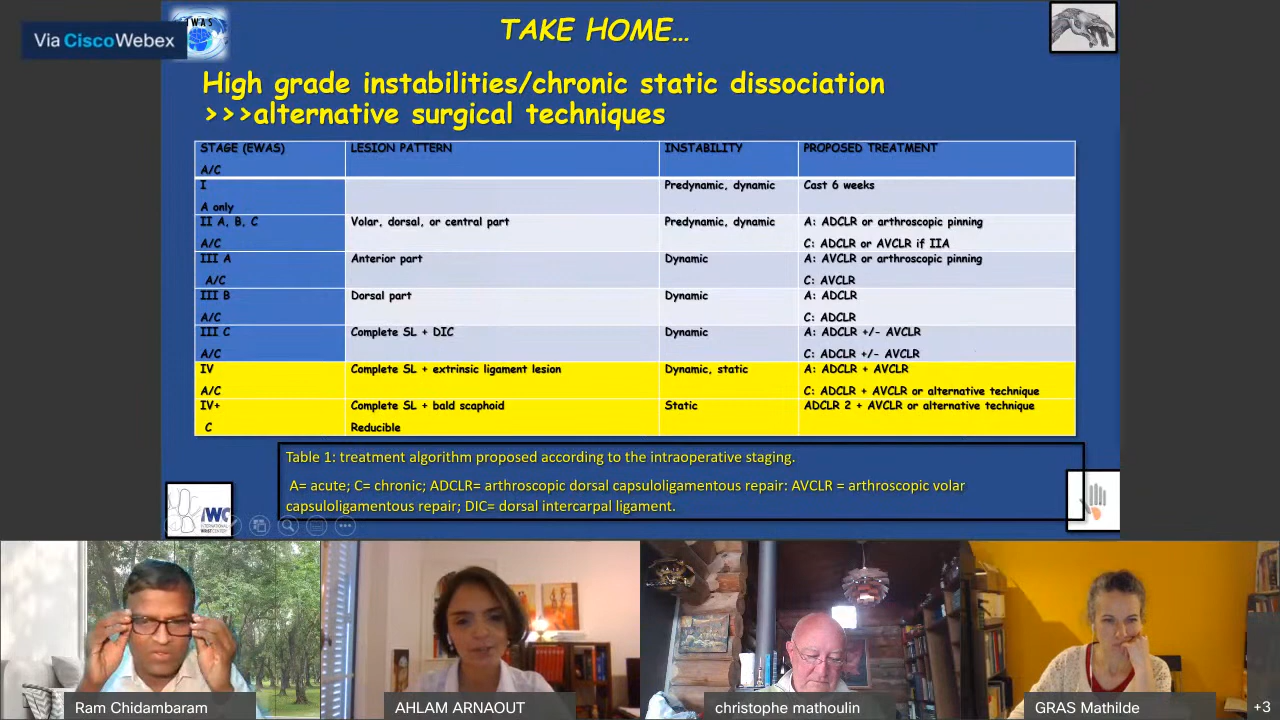 Via Cisco Webex
IWAS
TAKE HOME…
High grade instabilities/chronic static dissociation
>>>alternative surgical techniques
STAGE (EWAS) LESION PATTERN INSTABILITY PROPOSED TREATMENT
A/C
I Predynamic, dynamic Cast 6 weeks
A only
II A, B, C Volar, dorsal, or central part Predynamic, dynamic A: ADCLR or arthroscopic pinning
A/C C: ADCLR or AVCLR if IIA
III A Anterior part Dynamic A: AVCLR or arthroscopic pinning
A/C C: AVCLR
III B Dorsal part Dynamic A: ADCLR
A/C C: ADCLR
III C Complete SL + DIC Dynamic A: ADCLR +/- AVCLR
A/C C: ADCLR +/- AVCLR
IV Complete SL + extrinsic ligament lesion Dynamic, static A: ADCLR + AVCLR
A/C C: ADCLR + AVCLR or alternative technique
IV+ Complete SL + bald scaphoid Static ADCLR 2 + AVCLR or alternative technique
C Reducible
Table 1: treatment algorithm proposed according to the intraoperative staging.
A= acute; C= chronic; ADCLR= arthroscopic dorsal capsuloligamentous repair: AVCLR = arthroscopic volar
capsuloligamentous repair; DIC= dorsal intercarpal ligament.
IWC
Ram Chidambaram
AHLAM ARNAOUT
christophe mathoulin
GRAS Mathilde
+3